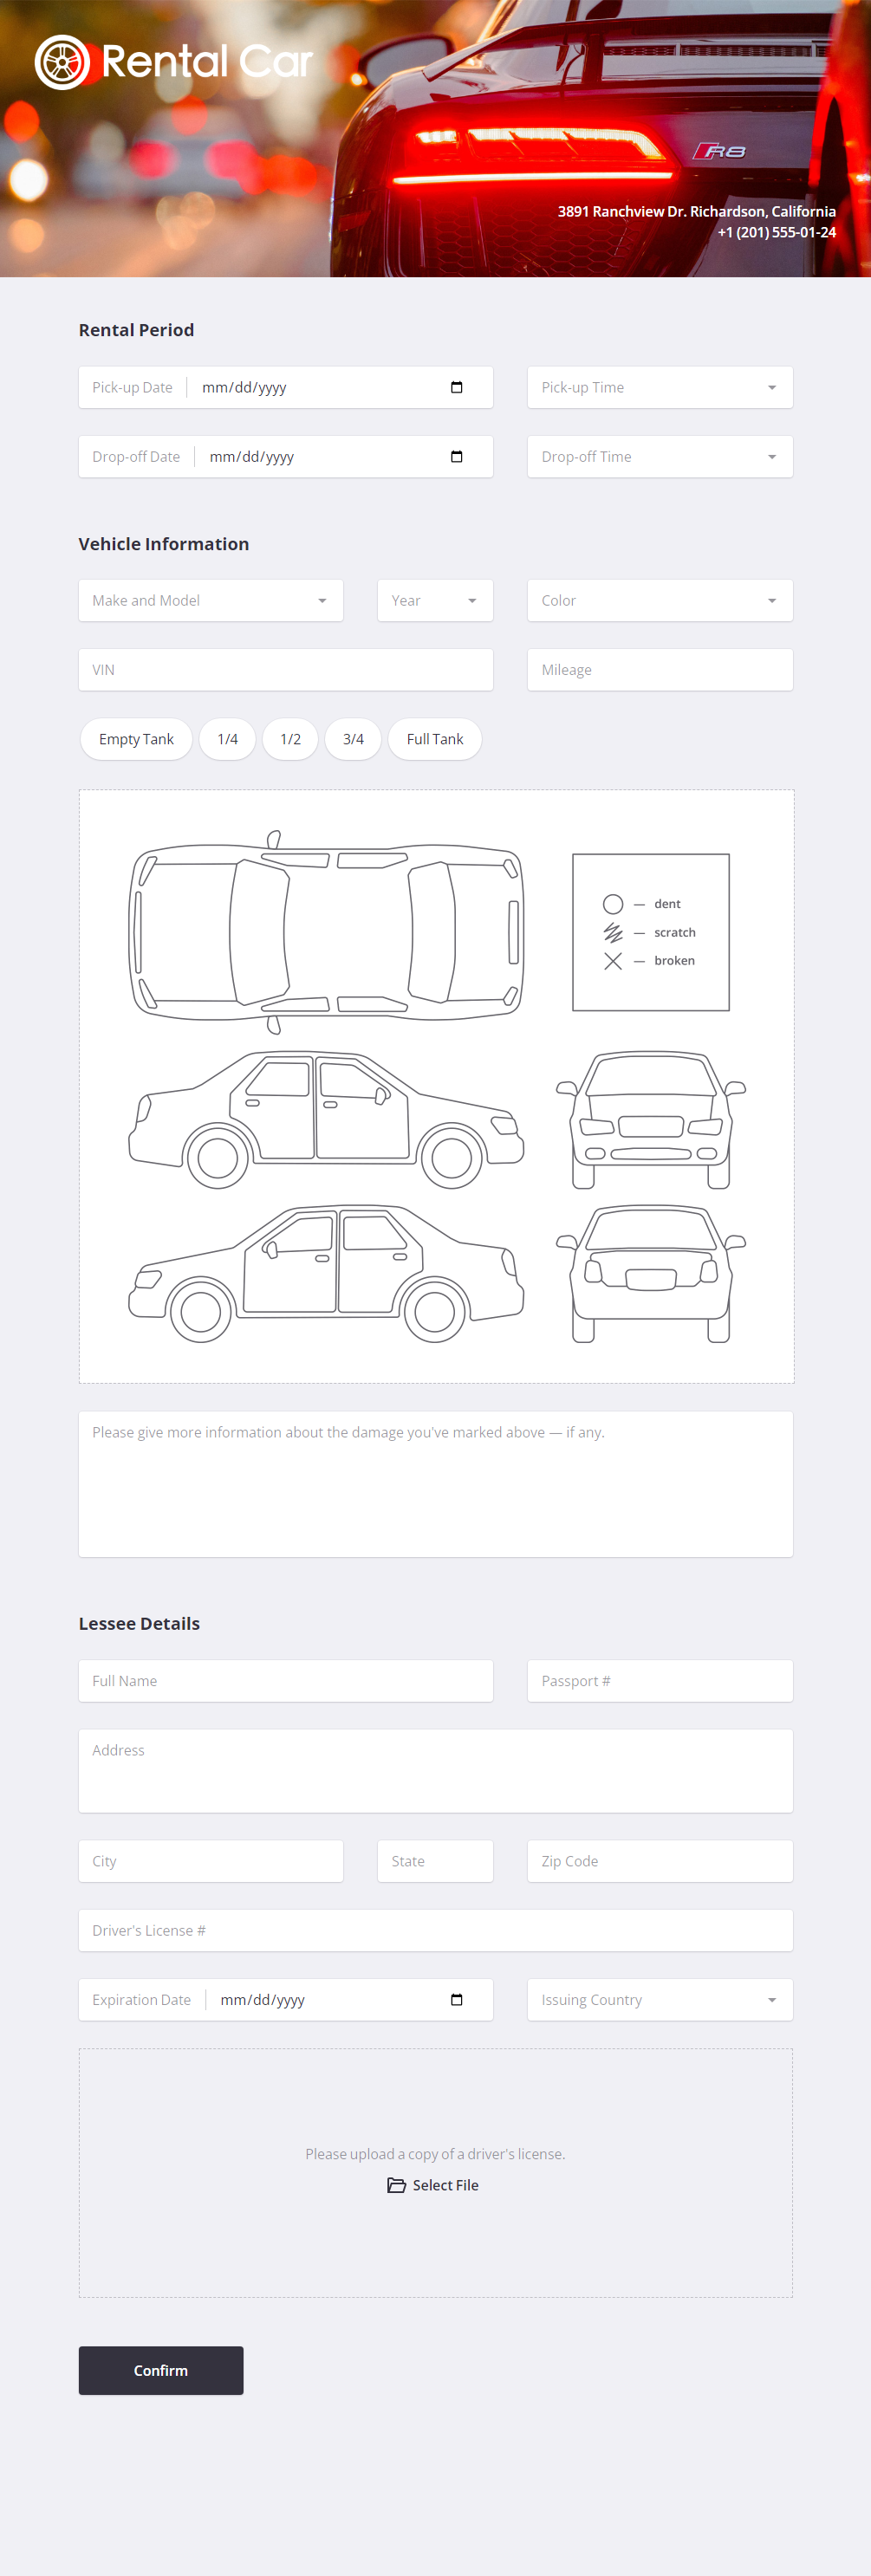 Rental Car
R8
3891 Ranchview Dr. Richardson, California
+1 (201) 555-01-24
Rental Period
Pick-up Date mm/dd/yyyy Pick-up Time
Drop-off Date mm/dd/yyyy Drop-off Time
Vehicle Information
Make and Model Year Color
VIN Mileage
Empty Tank 1/4 1/2 3/4 Full Tank
— dent
— scratch
— broken
Please give more information about the damage you've marked above — if any.
Lessee Details
Full Name Passport #
Address
City State Zip Code
Driver's License #
Expiration Date mm/dd/yyyy Issuing Country
Please upload a copy of a driver's license.
Select File
Confirm